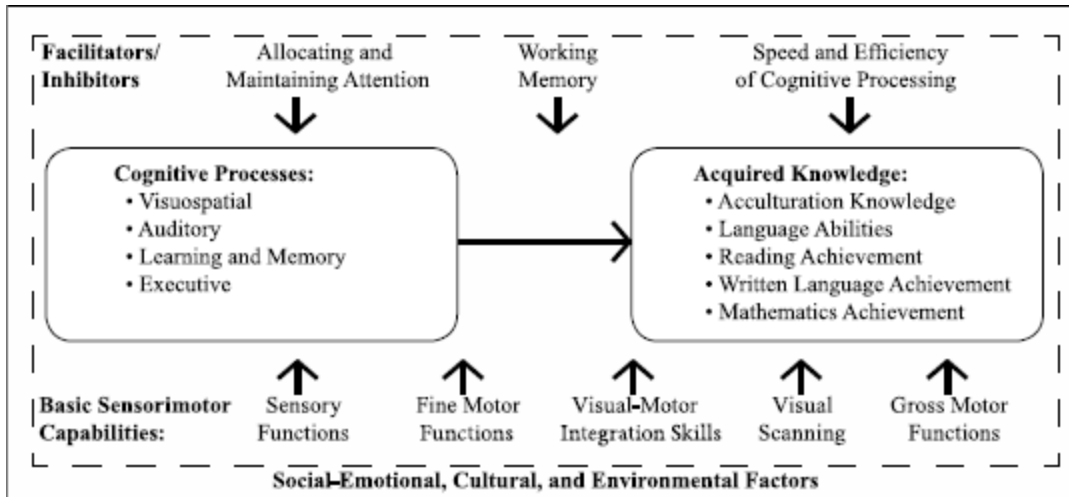 Facilitators/
Inhibitors
Allocating and
Maintaining Attention
Working
Memory
Speed and Efficiency
of Cognitive Processing
Cognitive Processes:
• Visuospatial
• Auditory
• Learning and Memory
• Executive
Acquired Knowledge:
• Acculturation Knowledge
• Language Abilities
• Reading Achievement
• Written Language Achievement
• Mathematics Achievement
Basic Sensorimotor
Capabilities:
Sensory
Functions
Fine Motor
Functions
Visual-Motor
Integration Skills
Visual
Scanning
Gross Motor
Functions
Social-Emotional, Cultural, and Environmental Factors